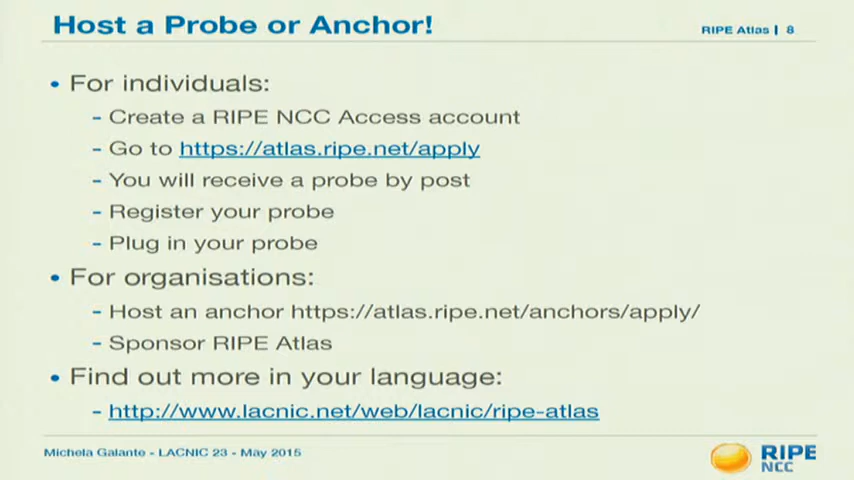 Host a Probe or Anchor!
RIPE Atlas | 8
• For individuals:
- Create a RIPE NCC Access account
- Go to https://atlas.ripe.net/apply
- You will receive a probe by post
- Register your probe
- Plug in your probe
• For organisations:
- Host an anchor https://atlas.ripe.net/anchors/apply/
- Sponsor RIPE Atlas
• Find out more in your language:
- http://www.lacnic.net/web/lacnic/ripe-atlas
Michela Galante - LACNIC 23 - May 2015
RIPE
NCC